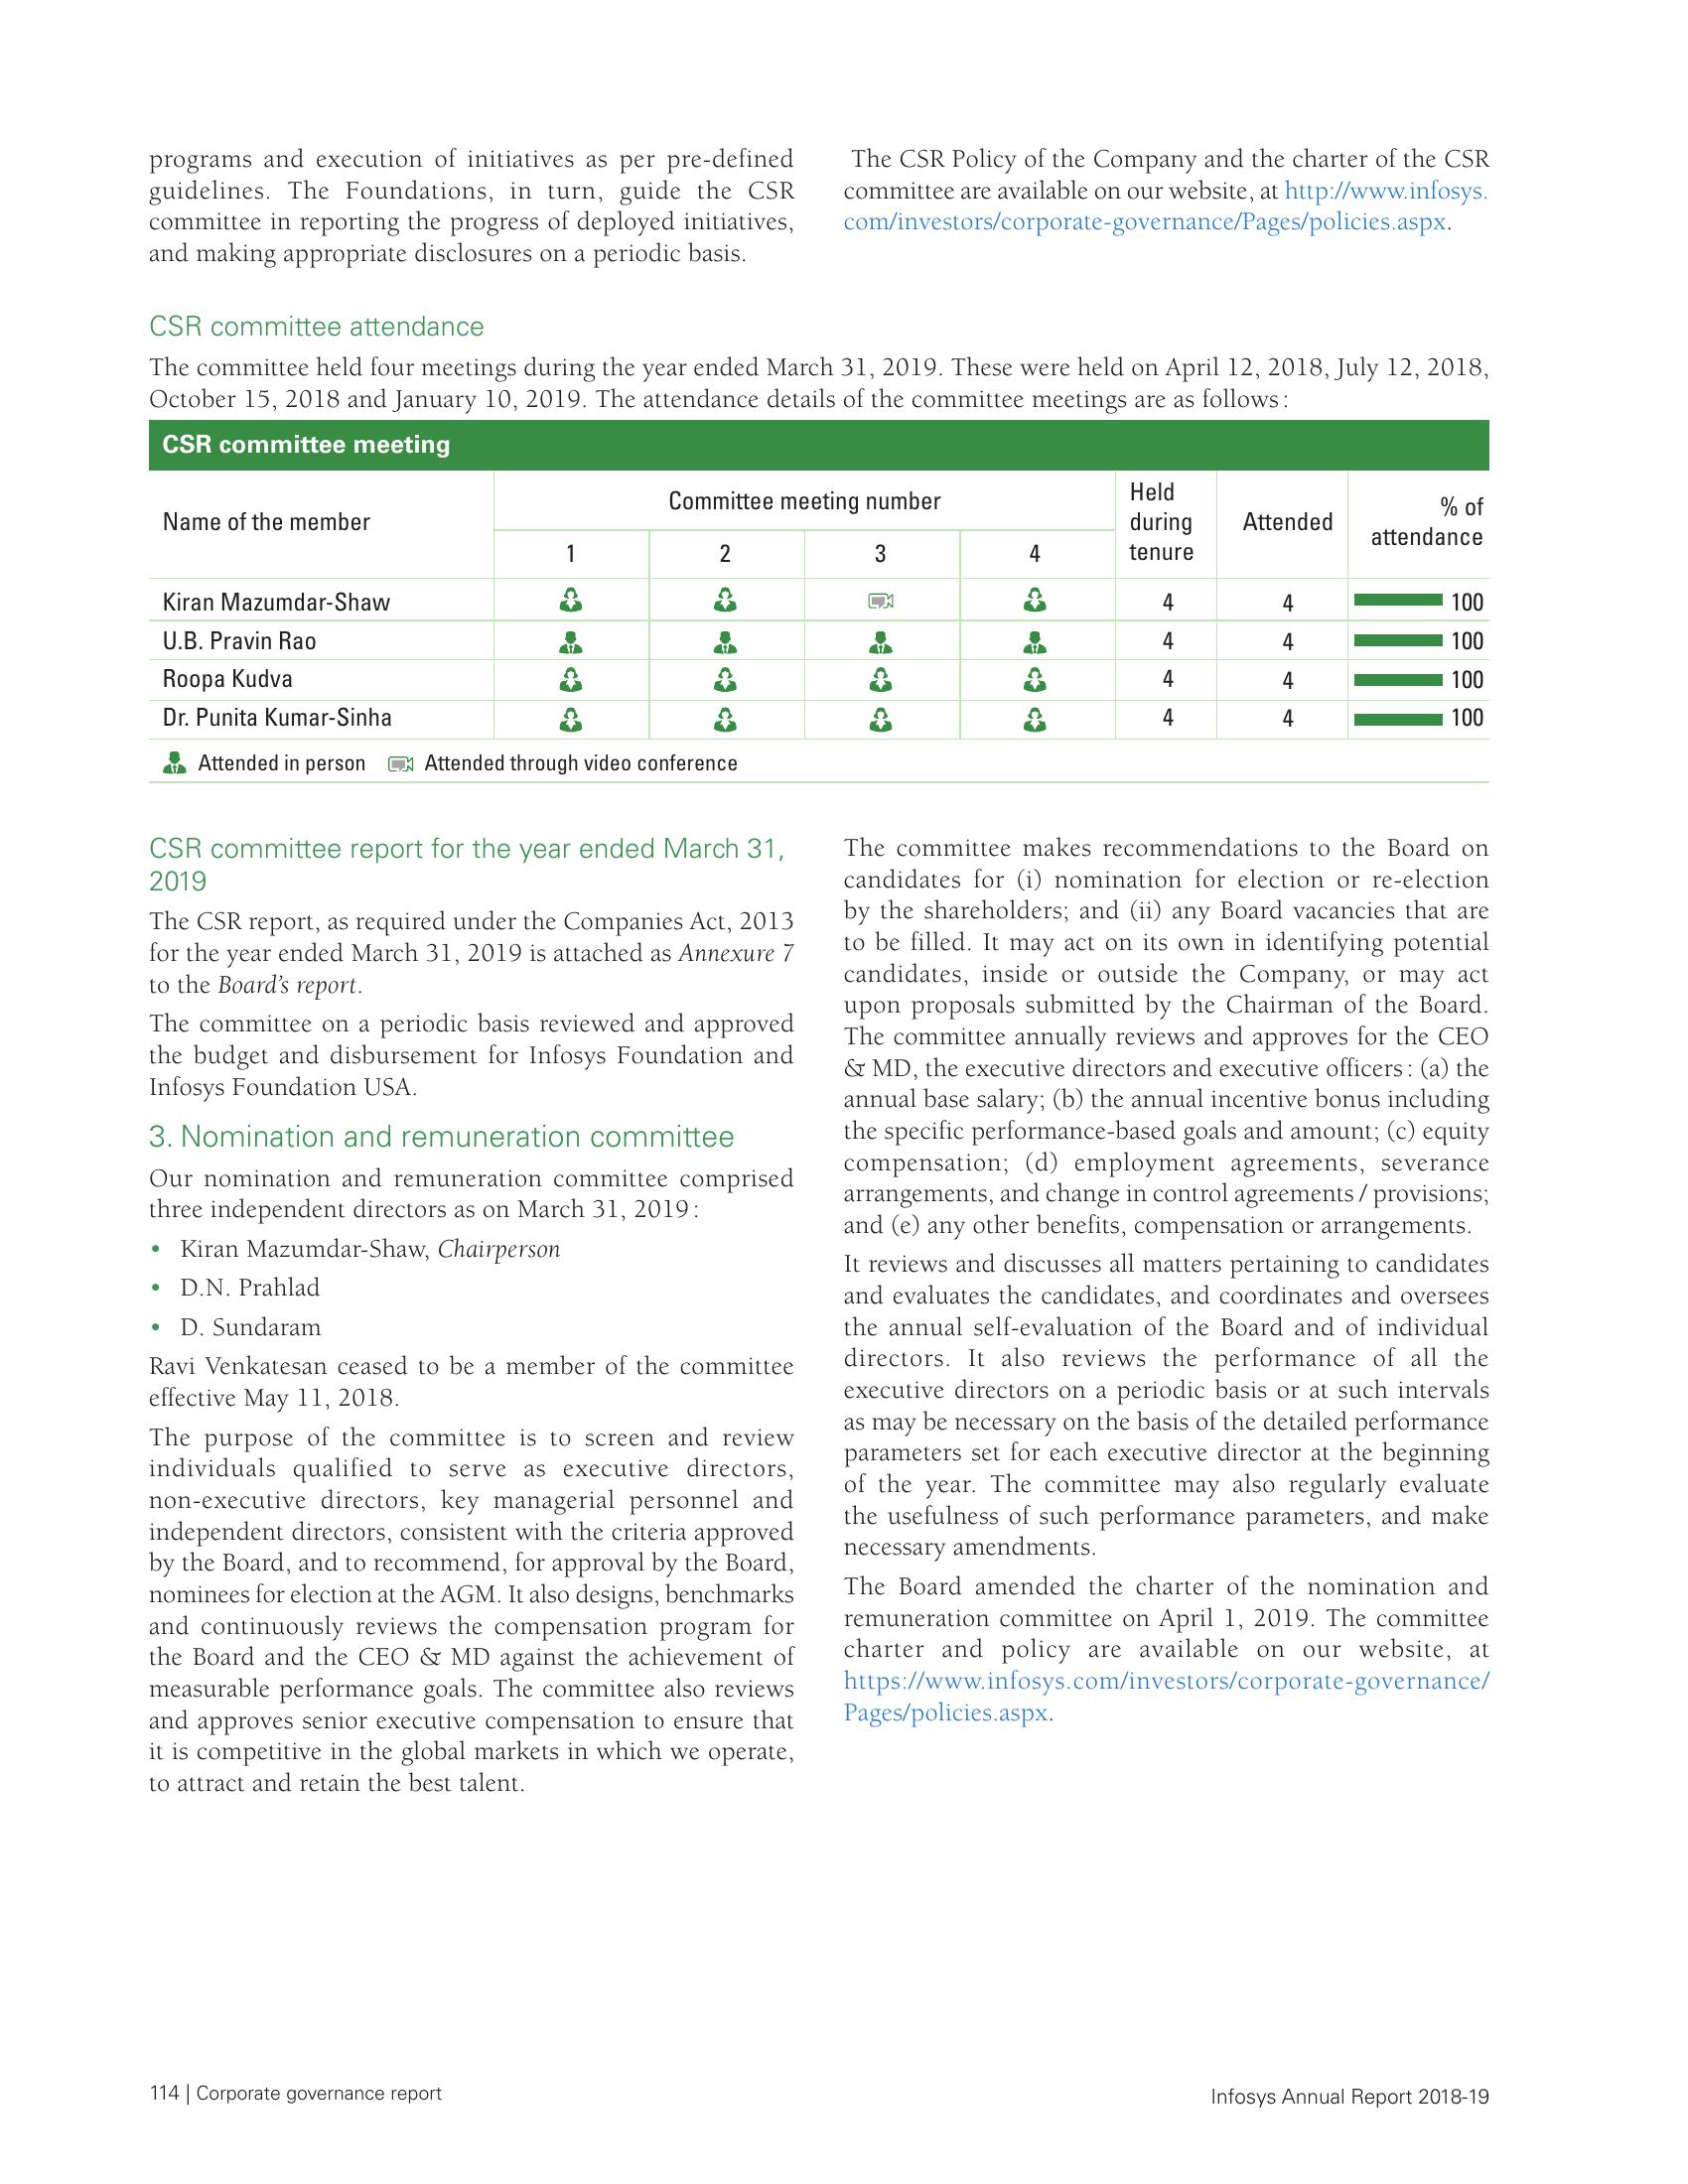 programs and execution of initiatives as per pre-defined
guidelines. The Foundations, in turn, guide the CSR
committee in reporting the progress of deployed initiatives,
and making appropriate disclosures on a periodic basis.
The CSR Policy of the Company and the charter of the CSR
committee are available on our website, at http://www.infosys.
com/investors/corporate-governance/Pages/policies.aspx.
CSR committee attendance
The committee held four meetings during the year ended March 31, 2019. These were held on April 12, 2018, July 12, 2018,
October 15, 2018 and January 10, 2019. The attendance details of the committee meetings are as follows:
CSR committee meeting
Name of the member
Committee meeting number
1 2 3 4
Held
during
tenure
Attended
% of
attendance
Kiran Mazumdar-Shaw 4 4 100
U.B. Pravin Rao 4 4 100
Roopa Kudva 4 4 100
Dr. Punita Kumar-Sinha 4 4 100
Attended in person Attended through video conference
CSR committee report for the year ended March 31,
2019
The CSR report, as required under the Companies Act, 2013
for the year ended March 31, 2019 is attached as Annexure 7
to the Board's report.
The committee on a periodic basis reviewed and approved
the budget and disbursement for Infosys Foundation and
Infosys Foundation USA.
3. Nomination and remuneration committee
Our nomination and remuneration committee comprised
three independent directors as on March 31, 2019:
• Kiran Mazumdar-Shaw, Chairperson
• D.N. Prahlad
• D. Sundaram
Ravi Venkatesan ceased to be a member of the committee
effective May 11, 2018.
The purpose of the committee is to screen and review
individuals qualified to serve as executive directors,
non-executive directors, key managerial personnel and
independent directors, consistent with the criteria approved
by the Board, and to recommend, for approval by the Board,
nominees for election at the AGM. It also designs, benchmarks
and continuously reviews the compensation program for
the Board and the CEO & MD against the achievement of
measurable performance goals. The committee also reviews
and approves senior executive compensation to ensure that
it is competitive in the global markets in which we operate,
to attract and retain the best talent.
The committee makes recommendations to the Board on
candidates for (i) nomination for election or re-election
by the shareholders; and (ii) any Board vacancies that are
to be filled. It may act on its own in identifying potential
candidates, inside or outside the Company, or may act
upon proposals submitted by the Chairman of the Board.
The committee annually reviews and approves for the CEO
& MD, the executive directors and executive officers: (a) the
annual base salary; (b) the annual incentive bonus including
the specific performance-based goals and amount; (c) equity
compensation; (d) employment agreements, severance
arrangements, and change in control agreements / provisions;
and (e) any other benefits, compensation or arrangements.
It reviews and discusses all matters pertaining to candidates
and evaluates the candidates, and coordinates and oversees
the annual self-evaluation of the Board and of individual
directors. It also reviews the performance of all the
executive directors on a periodic basis or at such intervals
as may be necessary on the basis of the detailed performance
parameters set for each executive director at the beginning
of the year. The committee may also regularly evaluate
the usefulness of such performance parameters, and make
necessary amendments.
The Board amended the charter of the nomination and
remuneration committee on April 1, 2019. The committee
charter and policy are available on our website, at
https://www.infosys.com/investors/corporate-governance/
Pages/policies.aspx.
114 | Corporate governance report
Infosys Annual Report 2018-19